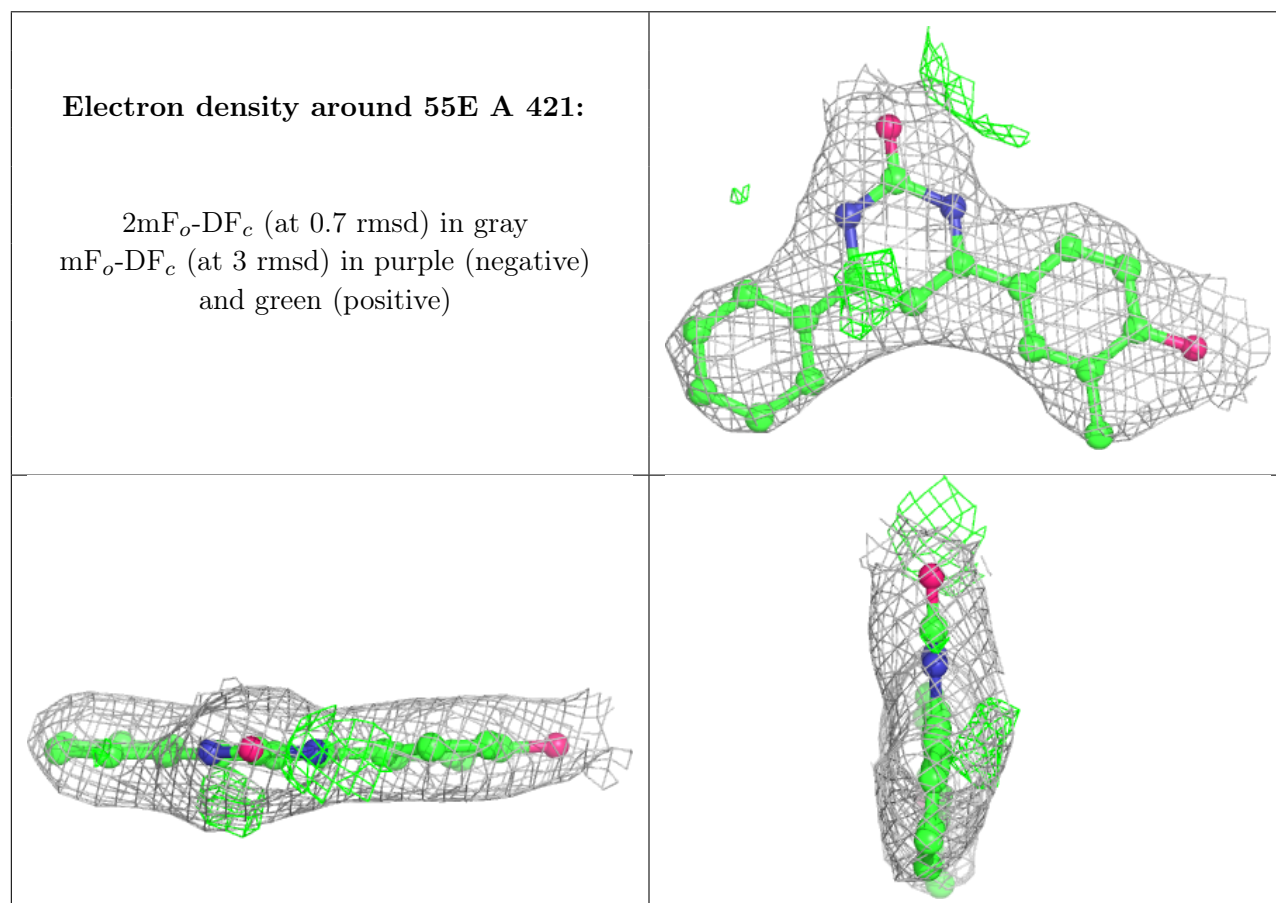 Electron density around 55E A 421:
2mFo-DFc (at 0.7 rmsd) in gray
mFo-DFc (at 3 rmsd) in purple (negative)
and green (positive)